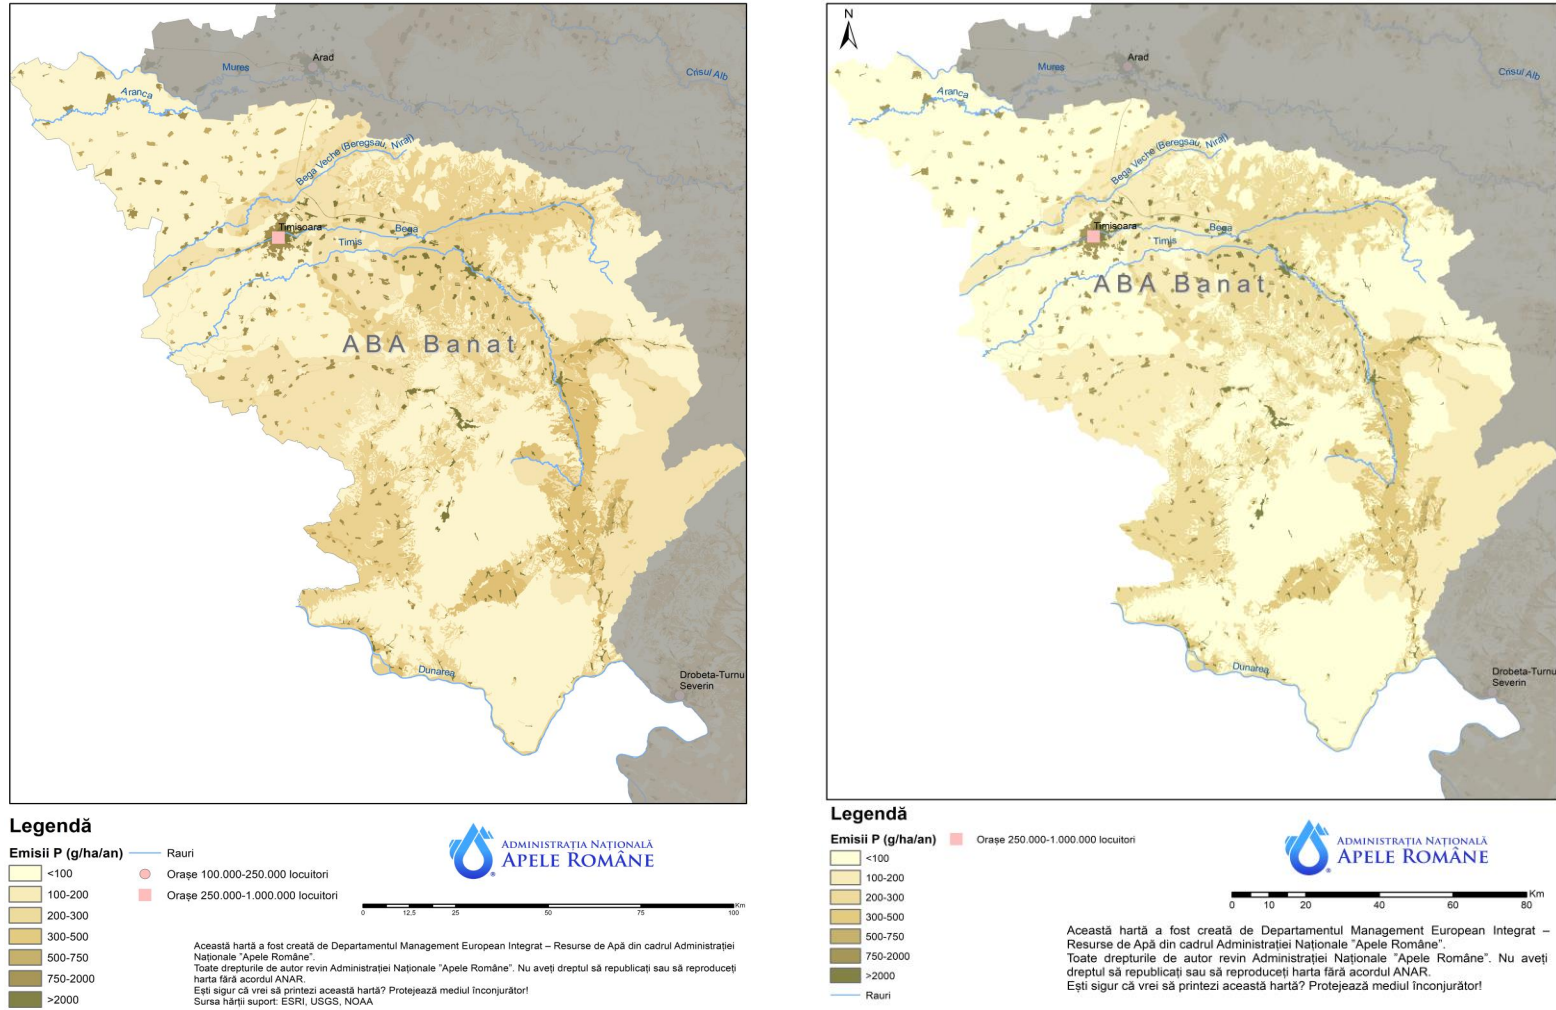 Arad
Mures
Crisul Alb
Aranca
Bega Veche (Beregsau, Niraj)
Timisoara
Bega
Timis
ABA Banat
Dunarea
Drobeta-Turnu
Severin
Legendă
Emisii P (g/ha/an)
<100
100-200
200-300
300-500
500-750
750-2000
>2000
Rauri
Orașe 100.000-250.000 locuitori
Orașe 250.000-1.000.000 locuitori
ADMINISTRAȚIA NAȚIONALĂ
APELE ROMÂNE
®
Km
0 12,5 25 50 75 100
Această hartă a fost creată de Departamentul Management European Integrat – Resurse de Apă din cadrul Administrației
Naționale ”Apele Române”.
Toate drepturile de autor revin Administrației Naționale ”Apele Române”. Nu aveți dreptul să republicați sau să reproduceți
harta fără acordul ANAR.
Ești sigur că vrei să printezi această hartă? Protejează mediul înconjurător!
Sursa hărții suport: ESRI, USGS, NOAA
N
Arad
Mures
Crisul Alb
Aranca
Bega Veche (Beregsau, Niraj)
Timisoara
Bega
Timis
ABA Banat
Dunarea
Drobeta-Turnu
Severin
Legendă
Emisii P (g/ha/an)
Orașe 250.000-1.000.000 locuitori
<100
100-200
200-300
300-500
500-750
750-2000
>2000
Rauri
ADMINISTRAȚIA NAȚIONALĂ
APELE ROMÂNE
®
Km
0 10 20 40 60 80
Această hartă a fost creată de Departamentul Management European Integrat –
Resurse de Apă din cadrul Administrației Naționale ”Apele Române”.
Toate drepturile de autor revin Administrației Naționale ”Apele Române”. Nu aveți
dreptul să republicați sau să reproduceți harta fără acordul ANAR.
Ești sigur că vrei să printezi această hartă? Protejează mediul înconjurător!